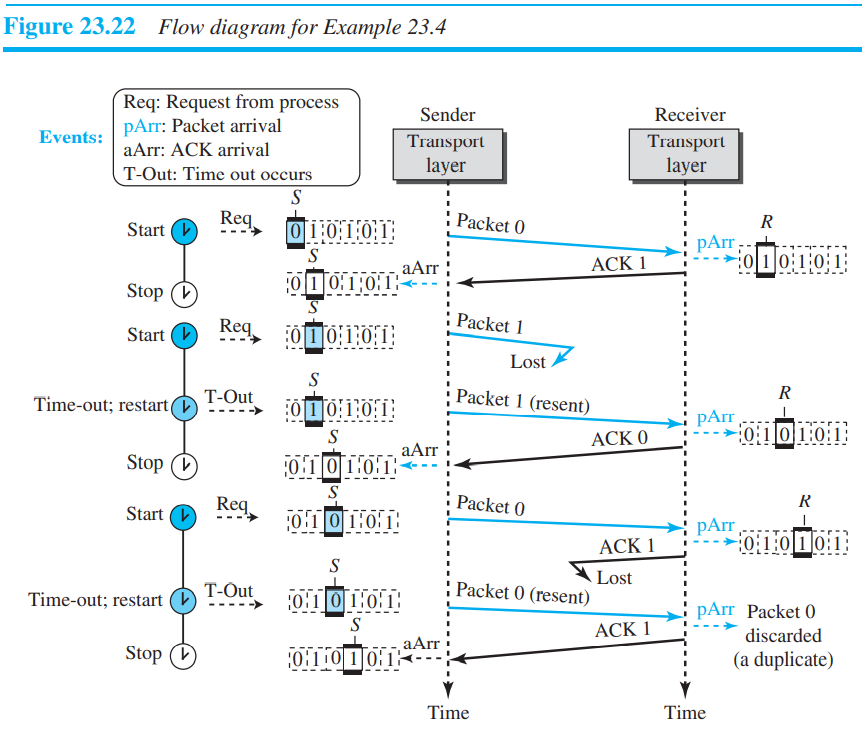 Figure 23.22 Flow diagram for Example 23.4
Events:
Req: Request from process
pArr: Packet arrival
aArr: ACK arrival
T-Out: Time out occurs
Sender
Transport
layer
Receiver
Transport
layer
Start
Req
S
0 1 0 1 0 1
Packet 0
pArr
R
0 1 0 1 0 1
Stop
S
0 1 0 1 0 1
aArr
ACK 1
Start
Req
S
0 1 0 1 0 1
Packet 1
Lost
Time-out; restart
T-Out
S
0 1 0 1 0 1
Packet 1 (resent)
pArr
R
0 1 0 1 0 1
Stop
S
0 1 0 1 0 1
aArr
ACK 0
Start
Req
S
0 1 0 1 0 1
Packet 0
pArr
R
0 1 0 1 0 1
ACK 1
Lost
Time-out; restart
T-Out
S
0 1 0 1 0 1
Packet 0 (resent)
pArr
Packet 0
discarded
(a duplicate)
Stop
S
0 1 0 1 0 1
aArr
ACK 1
Time
Time